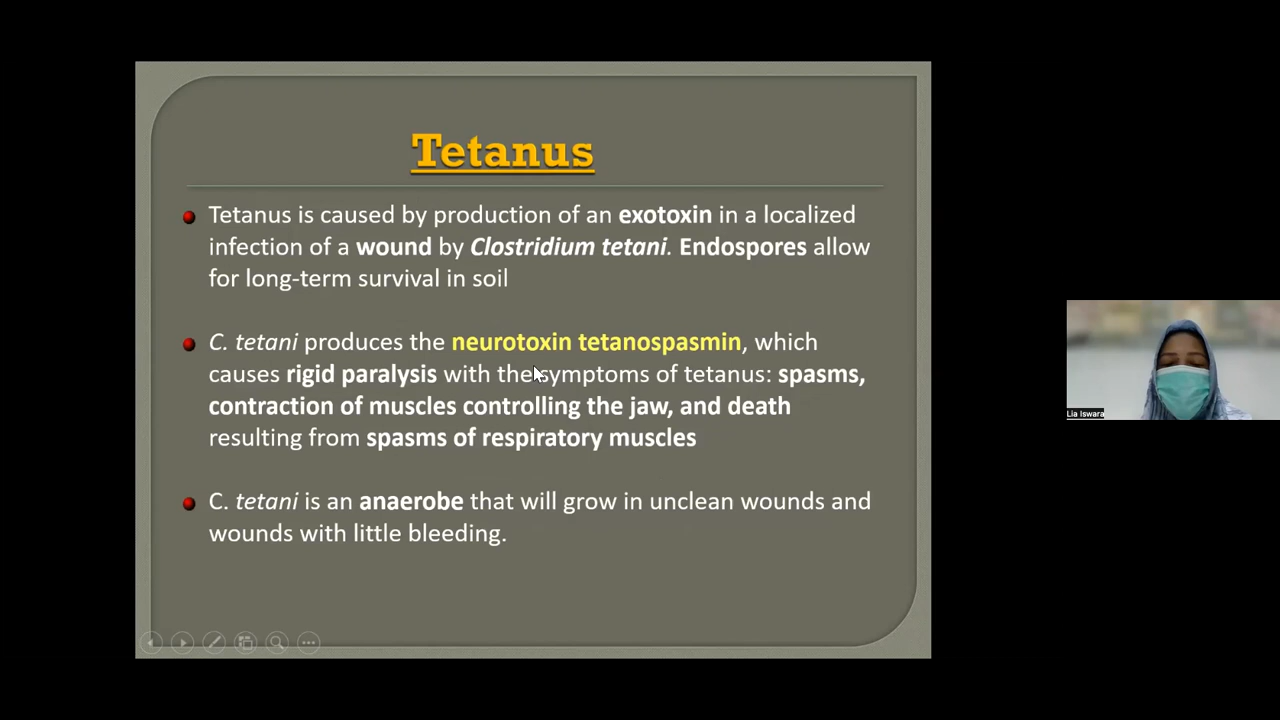 Tetanus
Tetanus is caused by production of an exotoxin in a localized
infection of a wound by Clostridium tetani. Endospores allow
for long-term survival in soil
C. tetani produces the neurotoxin tetanospasmin, which
causes rigid paralysis with the symptoms of tetanus: spasms,
contraction of muscles controlling the jaw, and death
resulting from spasms of respiratory muscles
C. tetani is an anaerobe that will grow in unclean wounds and
wounds with little bleeding.
Lia Iswara